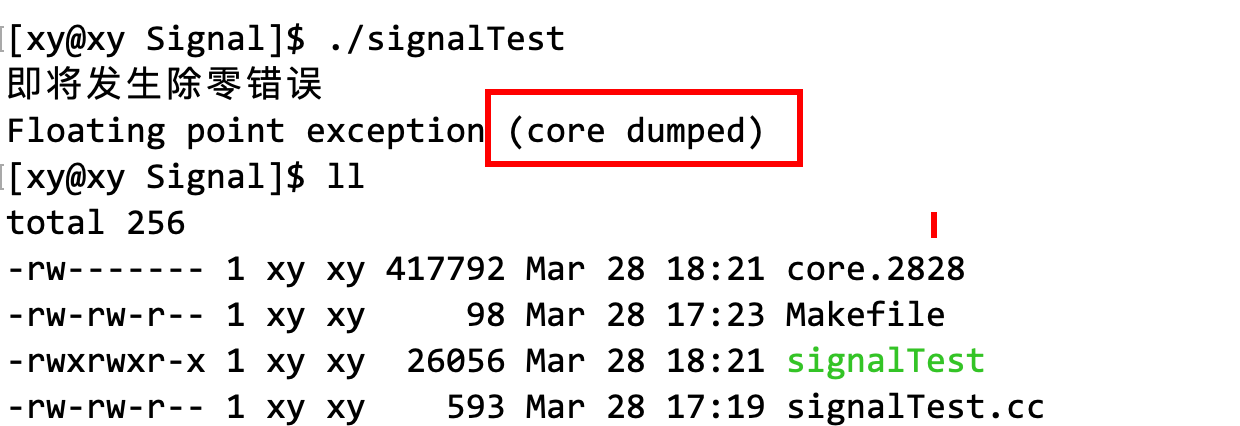 [xy@xy Signal]$ ./signalTest
即将发生除零错误
Floating point exception (core dumped)
[xy@xy Signal]$ ll
total 256
-rw------- 1 xy xy 417792 Mar 28 18:21 core.2828
-rw-rw-r-- 1 xy xy     98 Mar 28 17:23 Makefile
-rwxrwxr-x 1 xy xy  26056 Mar 28 18:21 signalTest
-rw-rw-r-- 1 xy xy    593 Mar 28 17:19 signalTest.cc